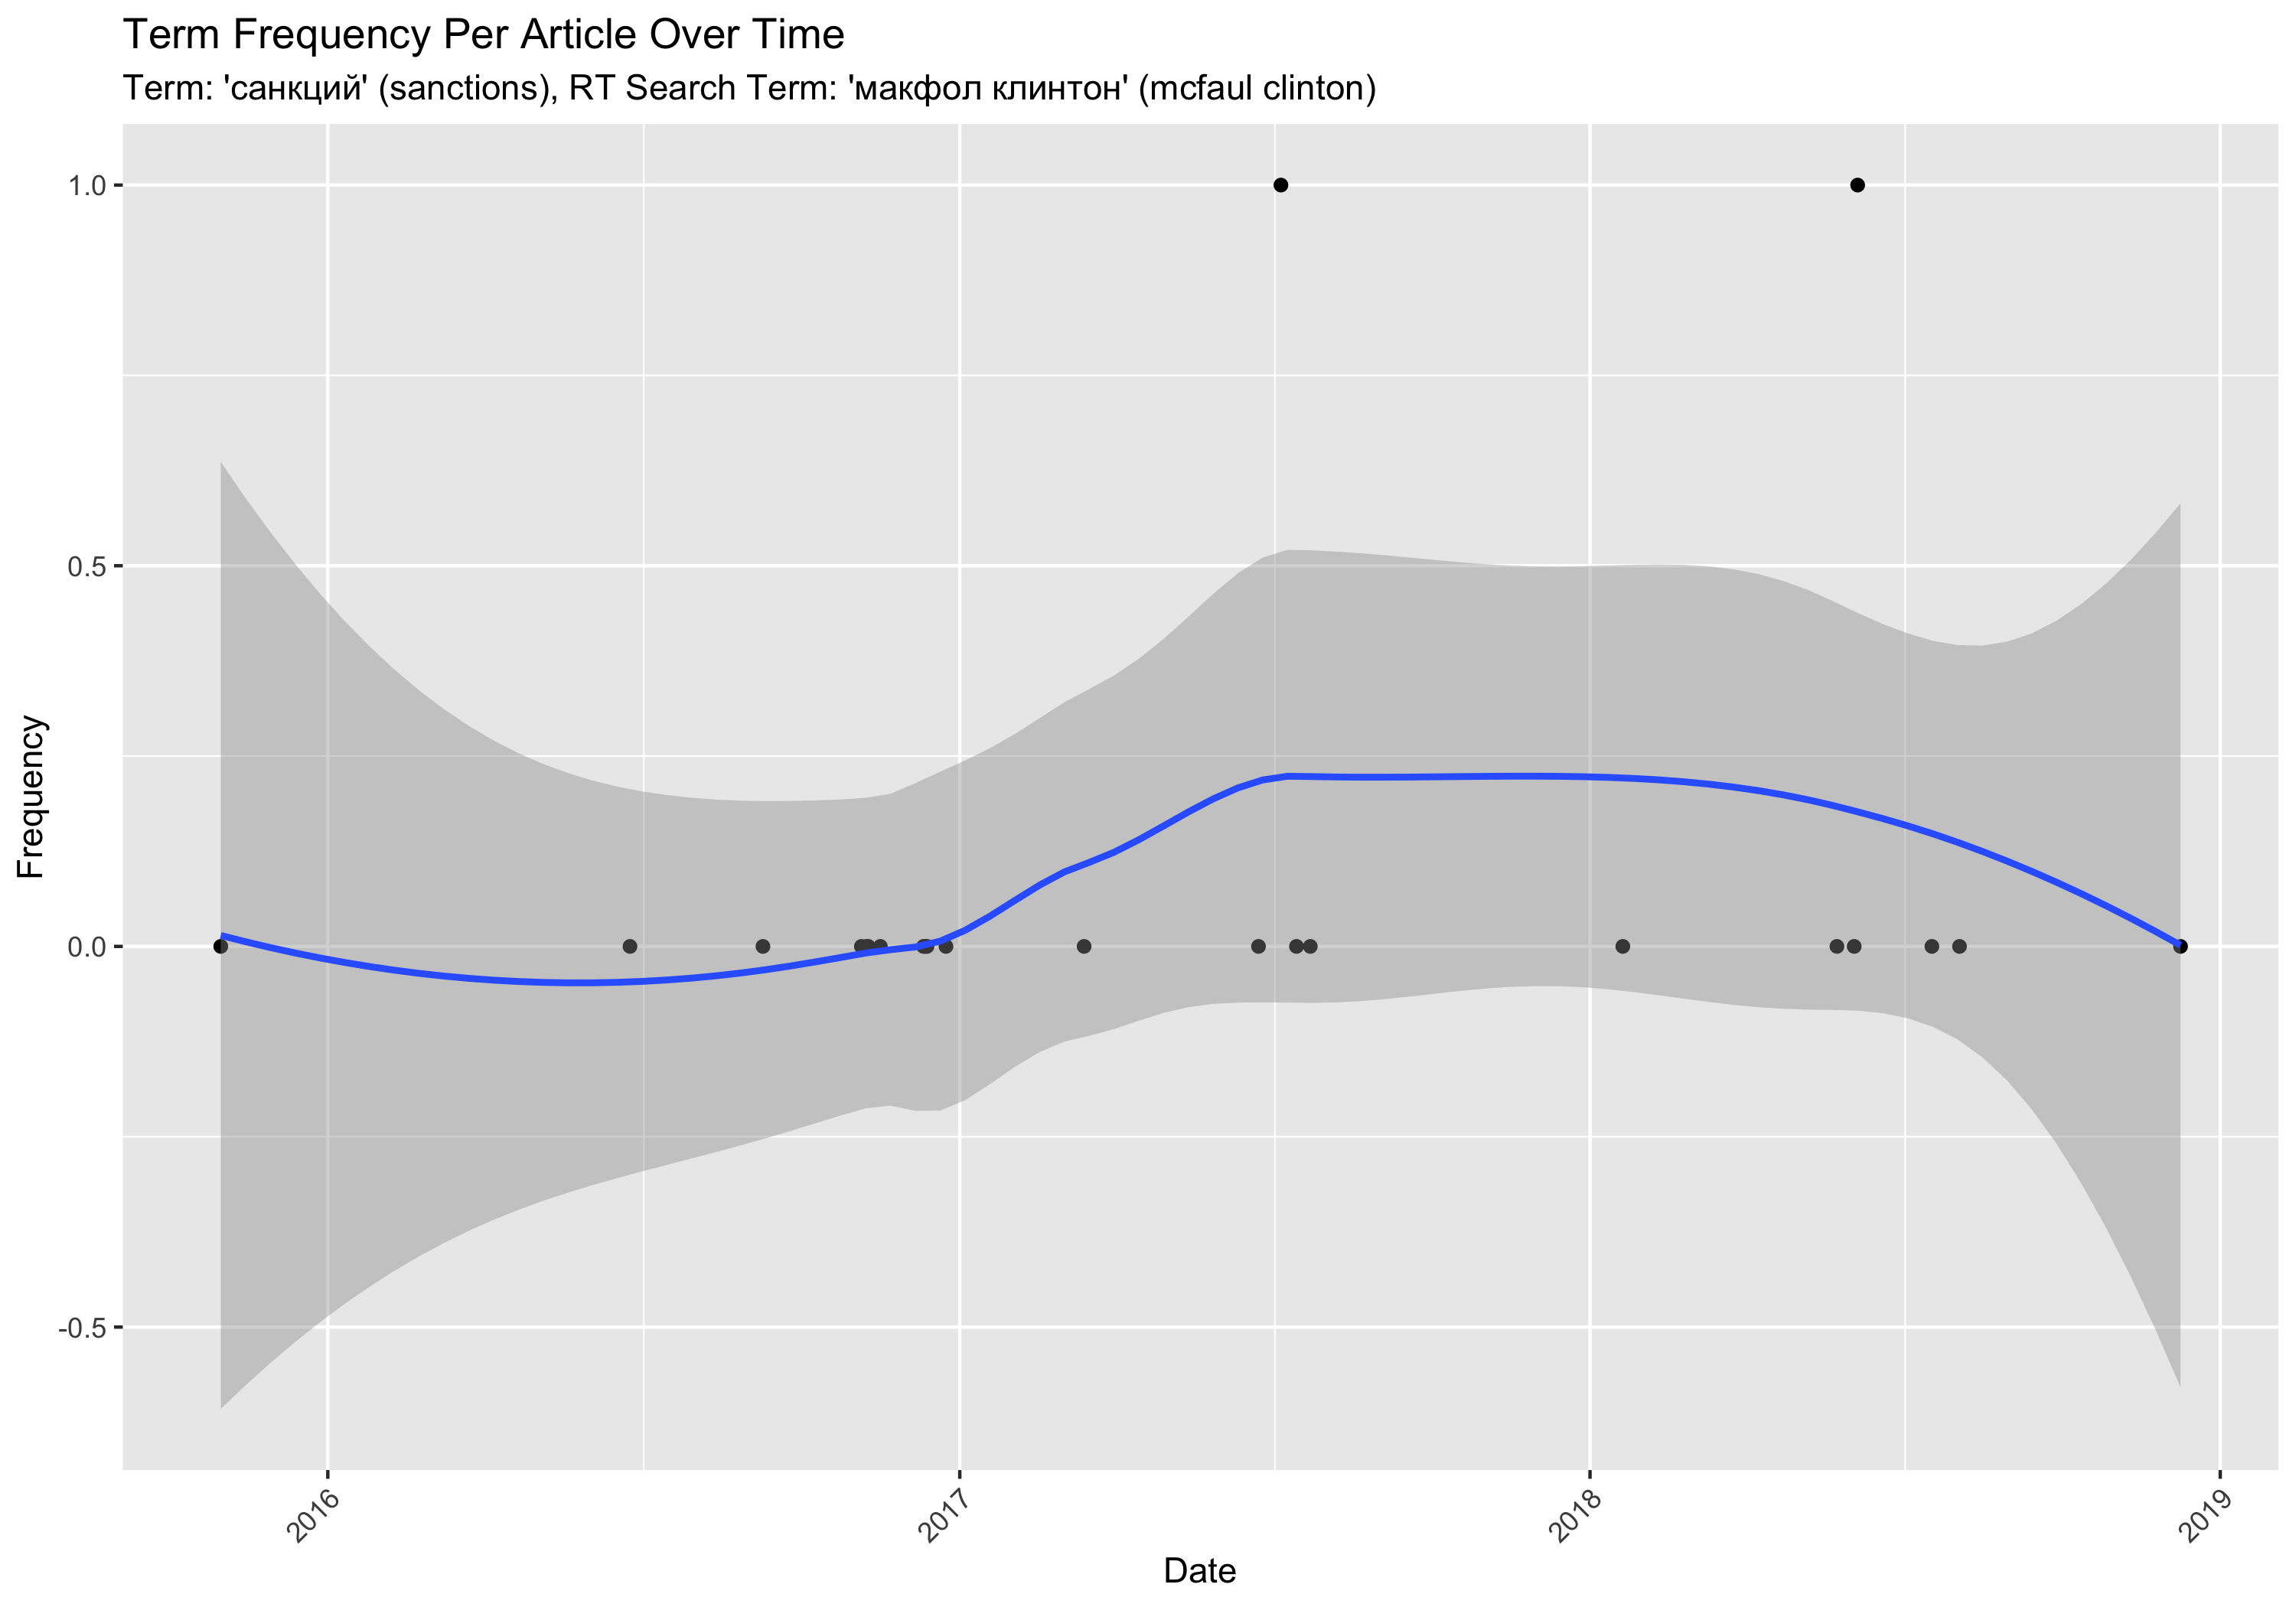 Term Frequency Per Article Over Time
Term: 'санкций' (sanctions), RT Search Term: 'макфол клинтон' (mcfaul clinton)
1.0
0.5
0.0
-0.5
Frequency
2016
2017
2018
2019
Date